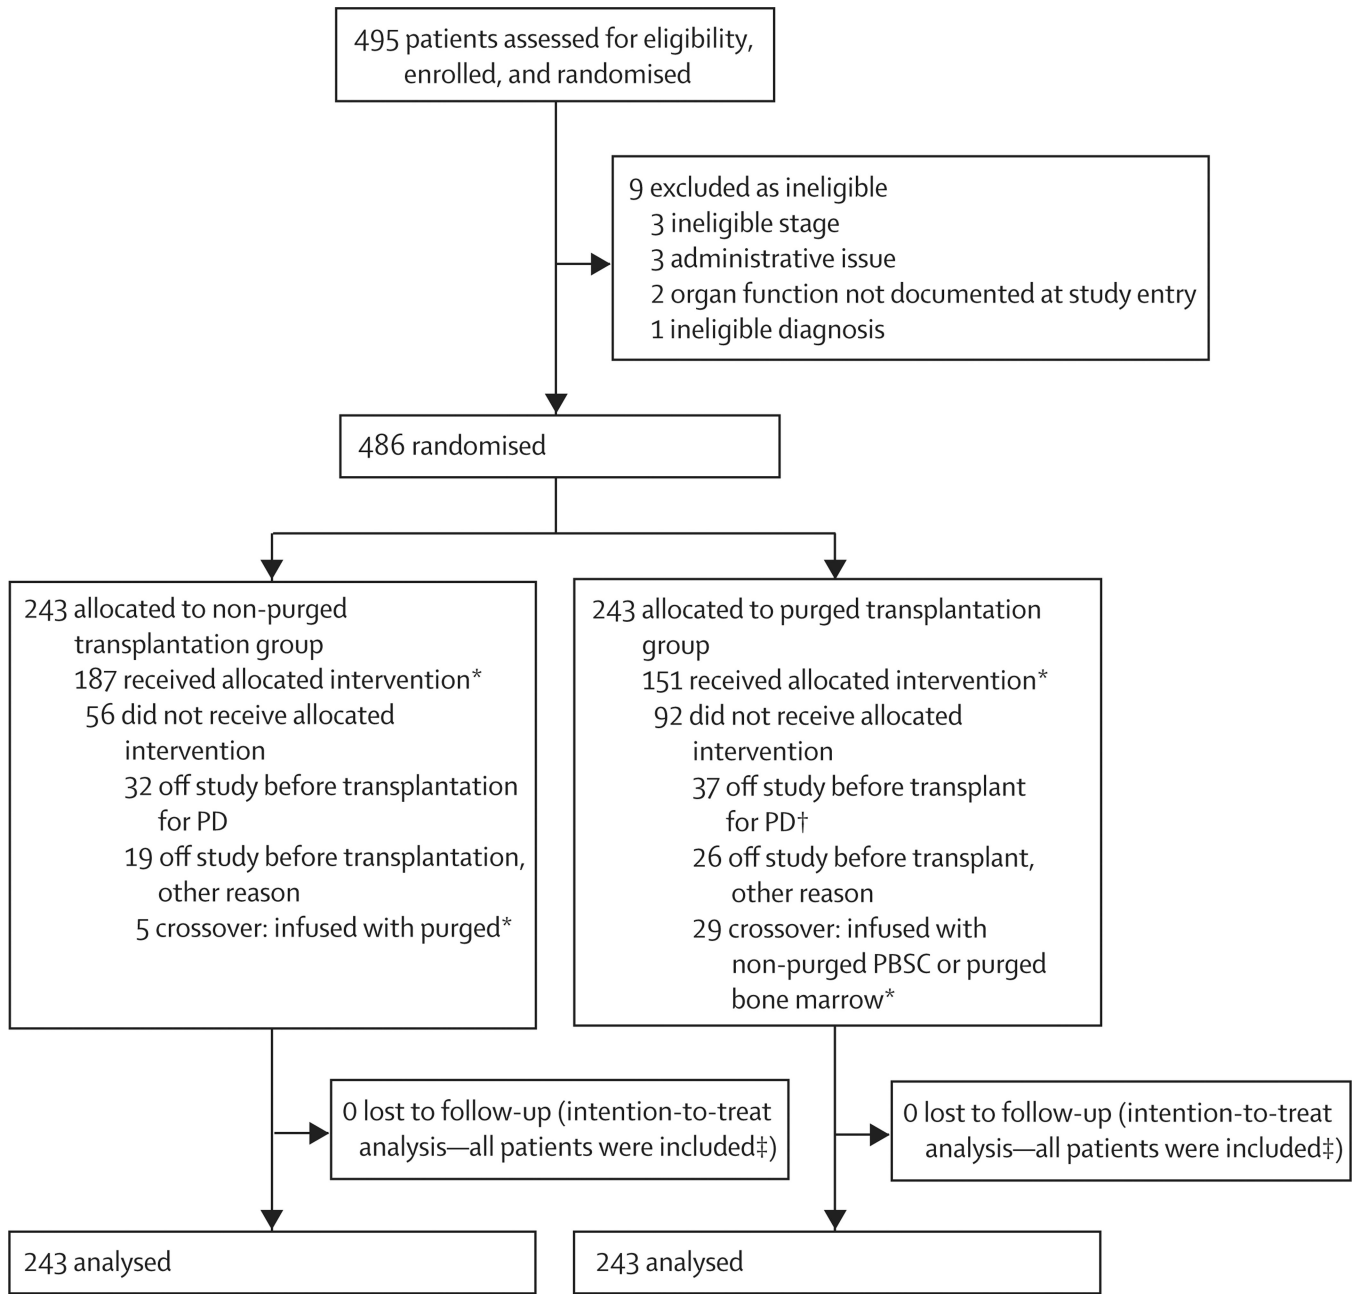 495 patients assessed for eligibility,
enrolled, and randomised
9 excluded as ineligible
3 ineligible stage
3 administrative issue
2 organ function not documented at study entry
1 ineligible diagnosis
486 randomised
243 allocated to non-purged
transplantation group
187 received allocated intervention*
56 did not receive allocated
intervention
32 off study before transplantation
for PD
19 off study before transplantation,
other reason
5 crossover: infused with purged*
243 allocated to purged transplantation
group
151 received allocated intervention*
92 did not receive allocated
intervention
37 off study before transplant
for PD†
26 off study before transplant,
other reason
29 crossover: infused with
non-purged PBSC or purged
bone marrow*
0 lost to follow-up (intention-to-treat
analysis—all patients were included‡)
0 lost to follow-up (intention-to-treat
analysis—all patients were included‡)
243 analysed
243 analysed